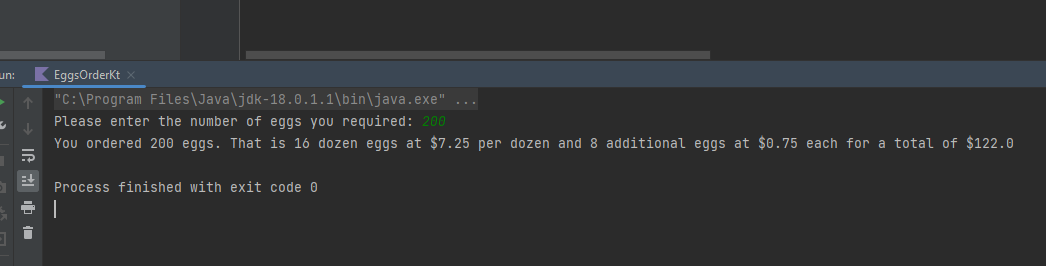 un: EggsOrderKt
"C:\Program Files\Java\jdk-18.0.1.1\bin\java.exe" ...
Please enter the number of eggs you required: 200
You ordered 200 eggs. That is 16 dozen eggs at $7.25 per dozen and 8 additional eggs at $0.75 each for a total of $122.0
Process finished with exit code 0